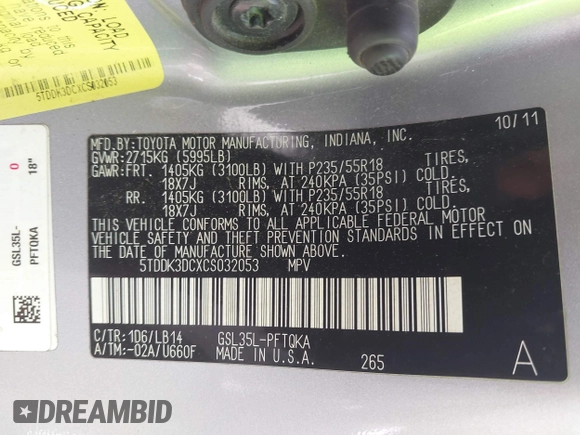 LOAD
CAPACITY
REDUCED
5TDDK3DCXCS032053
GSL35L-
PFTQKA
0
18"
MFD.BY:TOYOTA MOTOR MANUFACTURING, INDIANA, INC. 10/11
GVWR:2715KG (5995LB)
GAWR:FRT. 1405KG (3100LB) WITH P235/55R18 TIRES,
18X7J RIMS, AT 240KPA (35PSI) COLD.
RR. 1405KG (3100LB) WITH P235/55R18 TIRES,
18X7J RIMS, AT 240KPA (35PSI) COLD.
THIS VEHICLE CONFORMS TO ALL APPLICABLE FEDERAL MOTOR
VEHICLE SAFETY AND THEFT PREVENTION STANDARDS IN EFFECT ON
THE DATE OF MANUFACTURE SHOWN ABOVE.
5TDDK3DCXCS032053 MPV
C/TR:1D6/LB14 GSL35L-PFTQKA
A/TM:-02A/U660F MADE IN U.S.A. 265 A
DREAMBID